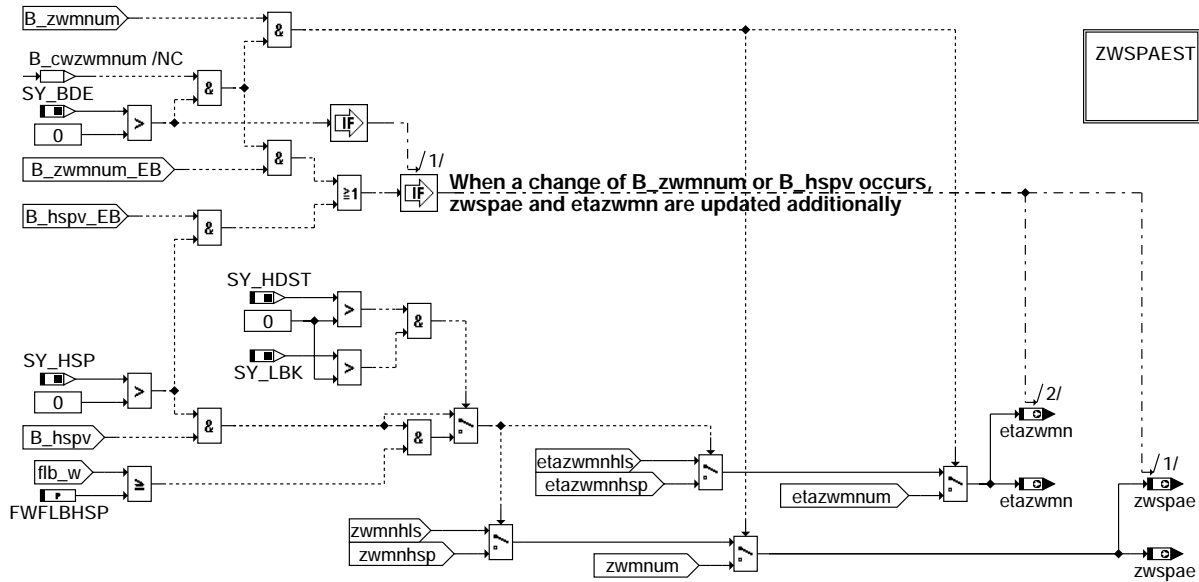 B_zwmnum
ZWSPAEST
B_cwzwmnum /NC
&
&
SY_BDE
>
0
IF
/1/
&
B_zwmnum_EB
≥1
IF
When a change of B_zwmnum or B_hspv occurs,
zwspae and etazwmn are updated additionally
B_hspv_EB
&
SY_HDST
>
0
&
SY_LBK
>
SY_HSP
>
0
/2/
etazwmn
B_hspv
&
&
flb_w
≥
P
FWFLBHSP
etazwmnhls
etazwmnhsp
etazwmnum
etazwmn
/1/
zwspae
zwmnhls
zwmnhsp
zwmnum
zwspae